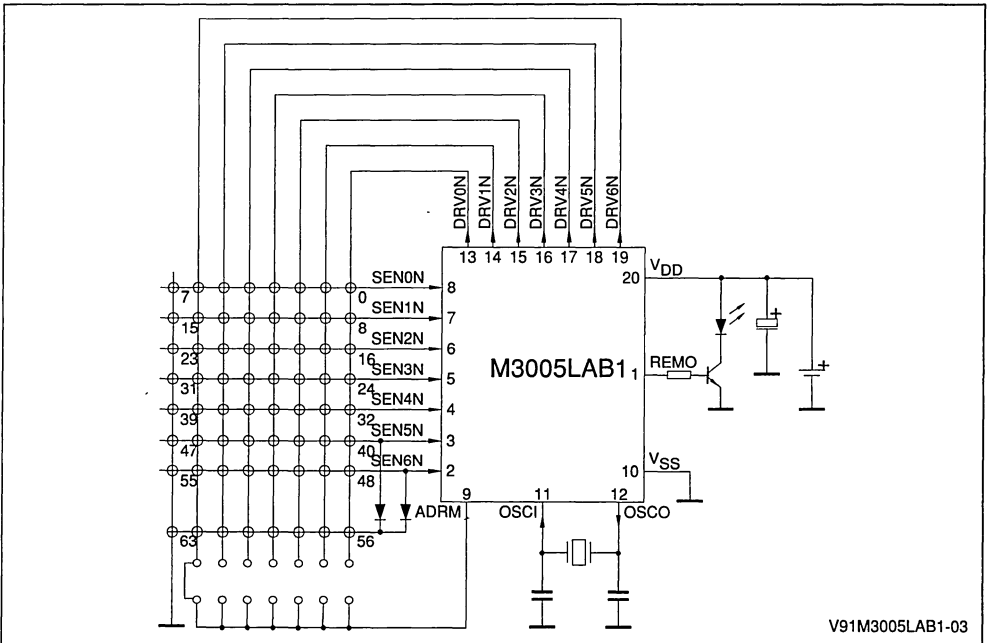 DRV0N DRV1N DRV2N DRV3N DRV4N DRV5N DRV6N
13 14 15 16 17 18 19
20 VDD
7 0 SEN0N 8
15 8 SEN1N 7
23 16 SEN2N 6
31 24 SEN3N 5
39 32 SEN4N 4
47 40 SEN5N 3
55 48 SEN6N 2
63 56
M3005LAB1
1 REMO
10 VSS
9 ADRM
11 OSCI
12 OSCO
+
+
V91M3005LAB1-03